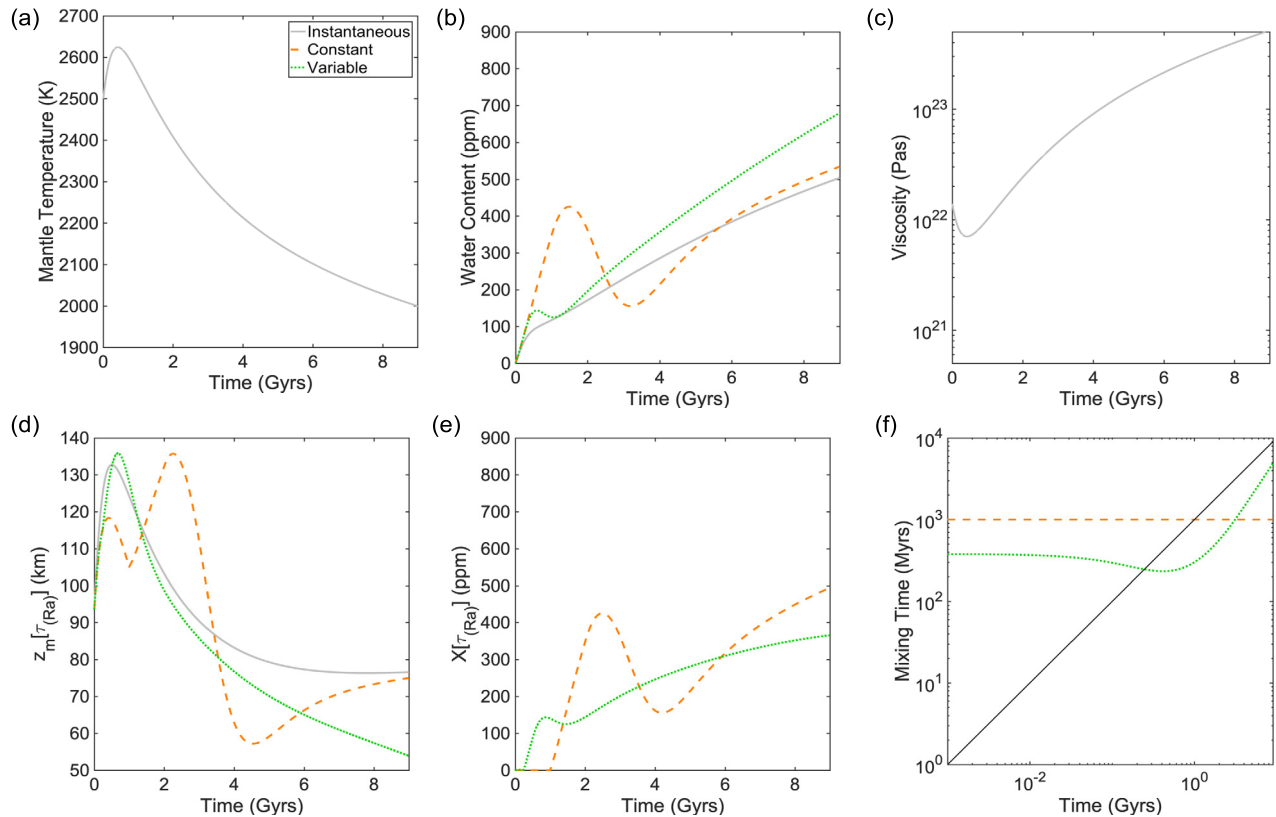 (a)
2700
2600
2500
2400
2300
2200
2100
2000
1900
Mantle Temperature (K)
0 2 4 6 8
Time (Gyrs)
Instantaneous
Constant
Variable
(b)
900
800
700
600
500
400
300
200
100
0
Water Content (ppm)
0 2 4 6 8
Time (Gyrs)
(c)
10^23
10^22
10^21
Viscosity (Pas)
0 2 4 6 8
Time (Gyrs)
(d)
140
130
120
110
100
90
80
70
60
50
z_m[τ_(Ra)] (km)
0 2 4 6 8
Time (Gyrs)
(e)
900
800
700
600
500
400
300
200
100
0
X[τ_(Ra)] (ppm)
0 2 4 6 8
Time (Gyrs)
(f)
10^4
10^3
10^2
10^1
10^0
Mixing Time (Myrs)
10^-2 10^0
Time (Gyrs)